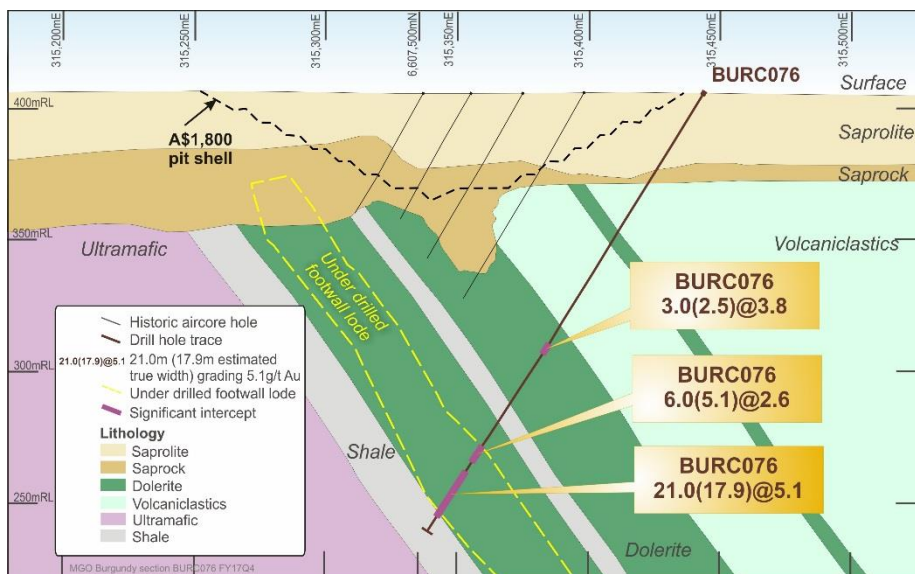 315,200mE
315,250mE
315,300mE
6,607,500mN
315,350mE
315,400mE
315,450mE
315,500mE
BURC076
Surface
400mRL
A$1,800
pit shell
Saprolite
Saprock
350mRL
Ultramafic
Volcaniclastics
Under drilled
footwall lode
BURC076
3.0(2.5)@3.8
Historic aircore hole
Drill hole trace
21.0(17.9)@5.1 21.0m (17.9m estimated
true width) grading 5.1g/t Au
Under drilled footwall lode
Significant intercept
Lithology
Saprolite
Saprock
Dolerite
Volcaniclastics
Ultramafic
Shale
300mRL
BURC076
6.0(5.1)@2.6
Shale
BURC076
21.0(17.9)@5.1
250mRL
Dolerite
MGO Burgundy section BURC076 FY17Q4